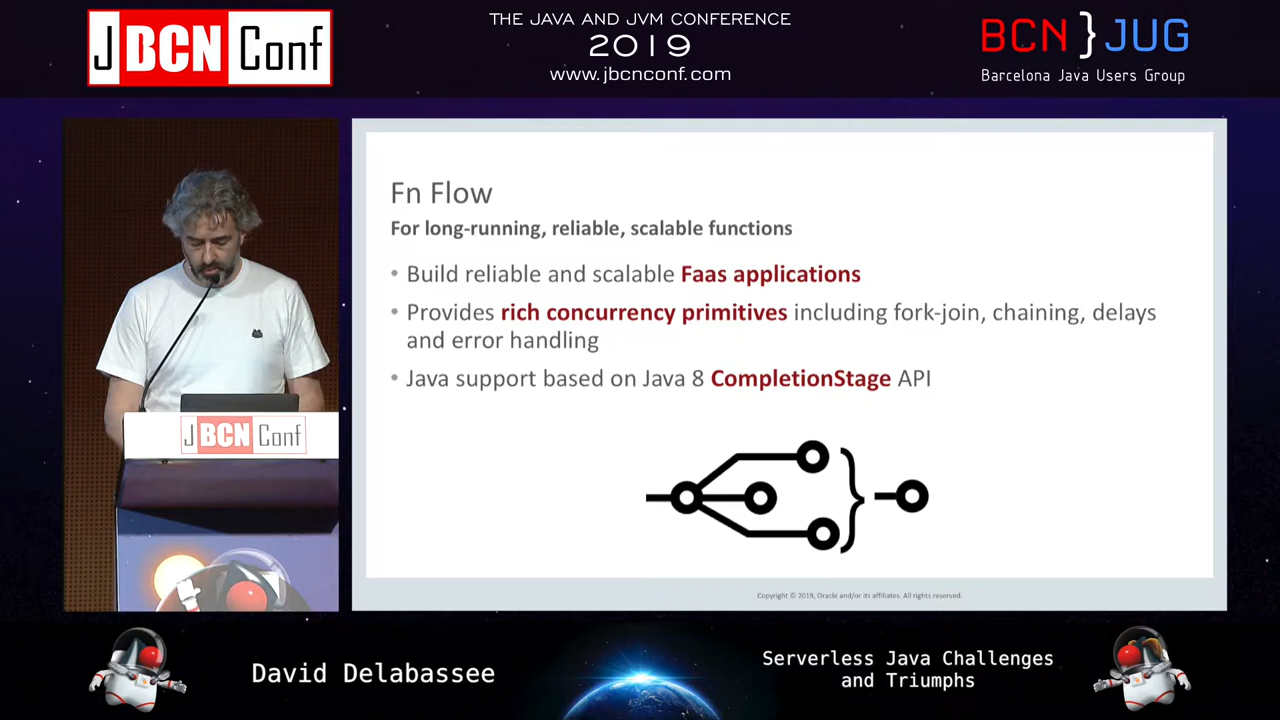 J BCN Conf
THE JAVA AND JVM CONFERENCE
2019
www.jbcnconf.com
BCN}JUG
Barcelona Java Users Group
Fn Flow
For long-running, reliable, scalable functions
• Build reliable and scalable Faas applications
• Provides rich concurrency primitives including fork-join, chaining, delays
and error handling
• Java support based on Java 8 CompletionStage API
Copyright © 2019, Oracle and/or its affiliates. All rights reserved.
J BCN Conf
David Delabassee
Serverless Java Challenges
and Triumphs